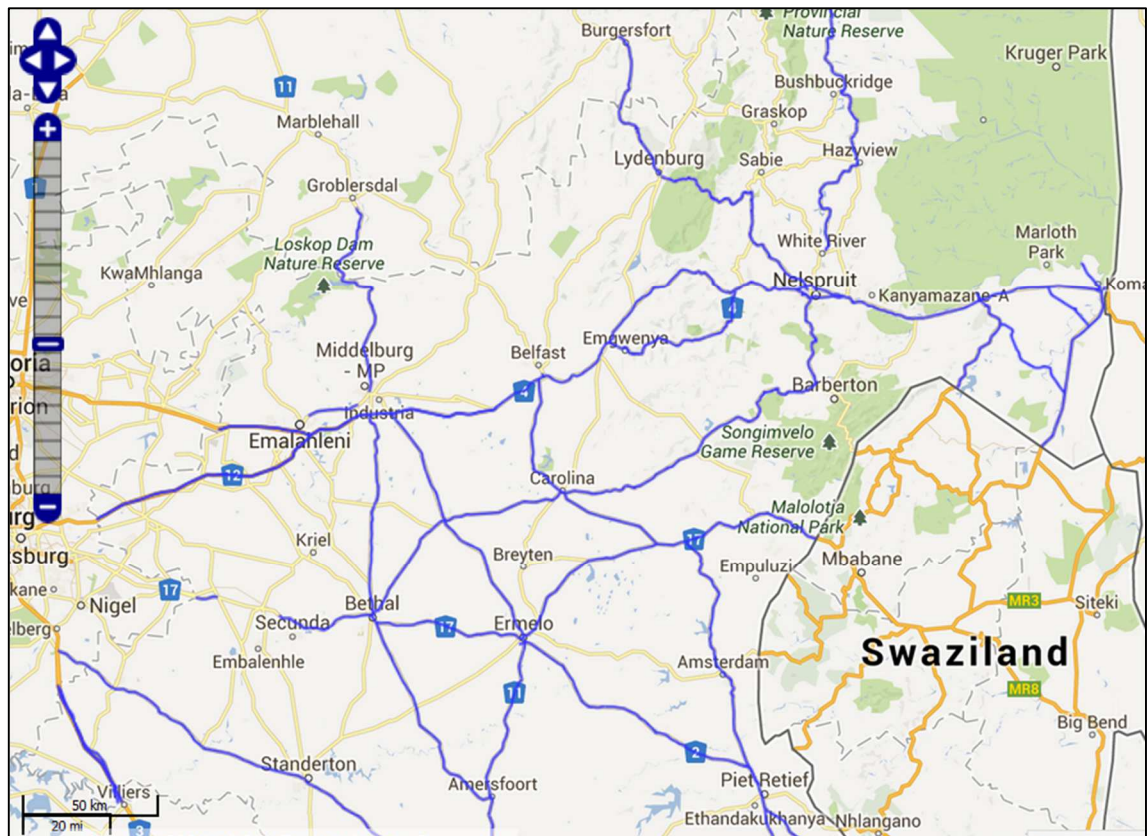 Provincial
Nature Reserve
Burgersfort
Kruger Park
Bushbuckridge
11
Graskop
Marblehall
Lydenburg
Sabie
Hazyview
Groblersdal
Loskop Dam
Nature Reserve
White River
Marloth
Park
KwaMhlanga
Nelspruit
Kanyamazane-A
4
Emgwenya
Belfast
Middelburg
- MP
Barberton
4
Industria
Emalahleni
Songimvelo
Game Reserve
12
Carolina
Malolotja
National Park
17
Kriel
Breyten
Empuluzi
Mbabane
17
Nigel
Bethal
MR3
Siteki
Secunda
17
Ermelo
Embalenhle
Amsterdam
Swaziland
11
MR8
Big Bend
2
Standerton
Amersfoort
Piet Retief
Villiers
50 km
20 mi
3
Ethandakukhanya
Nhlangano